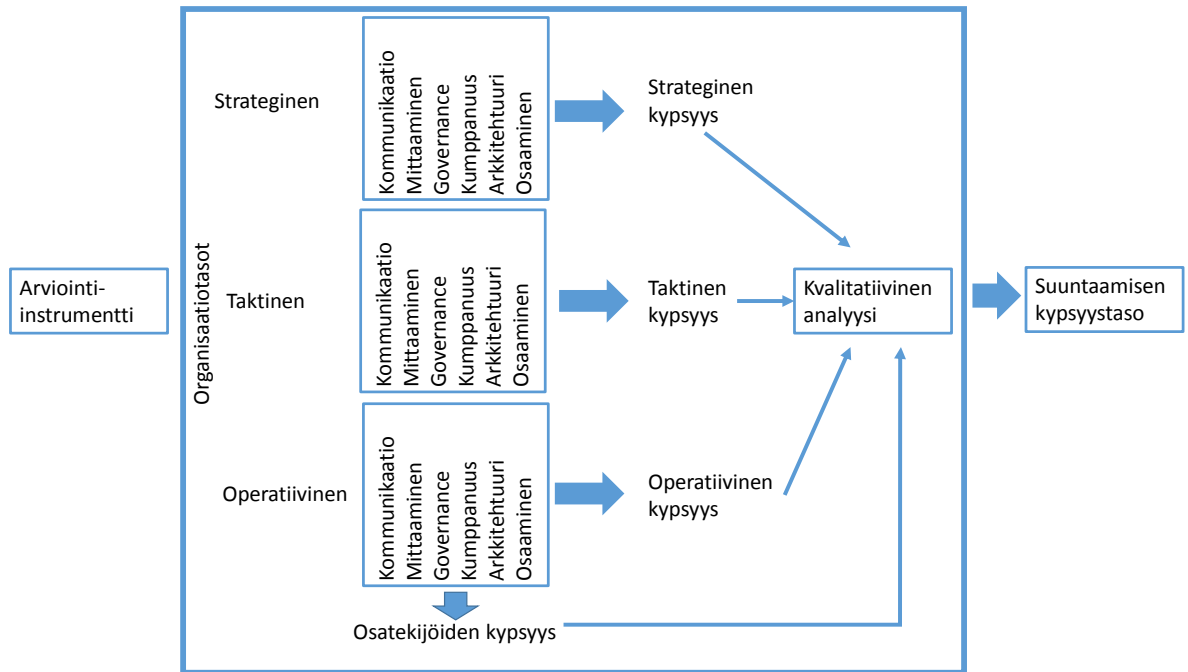 Arviointi-
instrumentti
Organisaatiotasot
Strateginen
Kommunikaatio
Mittaaminen
Governance
Kumppanuus
Arkkitehtuuri
Osaaminen
Strateginen
kypsyys
Taktinen
Kommunikaatio
Mittaaminen
Governance
Kumppanuus
Arkkitehtuuri
Osaaminen
Taktinen
kypsyys
Operatiivinen
Kommunikaatio
Mittaaminen
Governance
Kumppanuus
Arkkitehtuuri
Osaaminen
Operatiivinen
kypsyys
Osatekijöiden kypsyys
Kvalitatiivinen
analyysi
Suuntaamisen
kypsyystaso